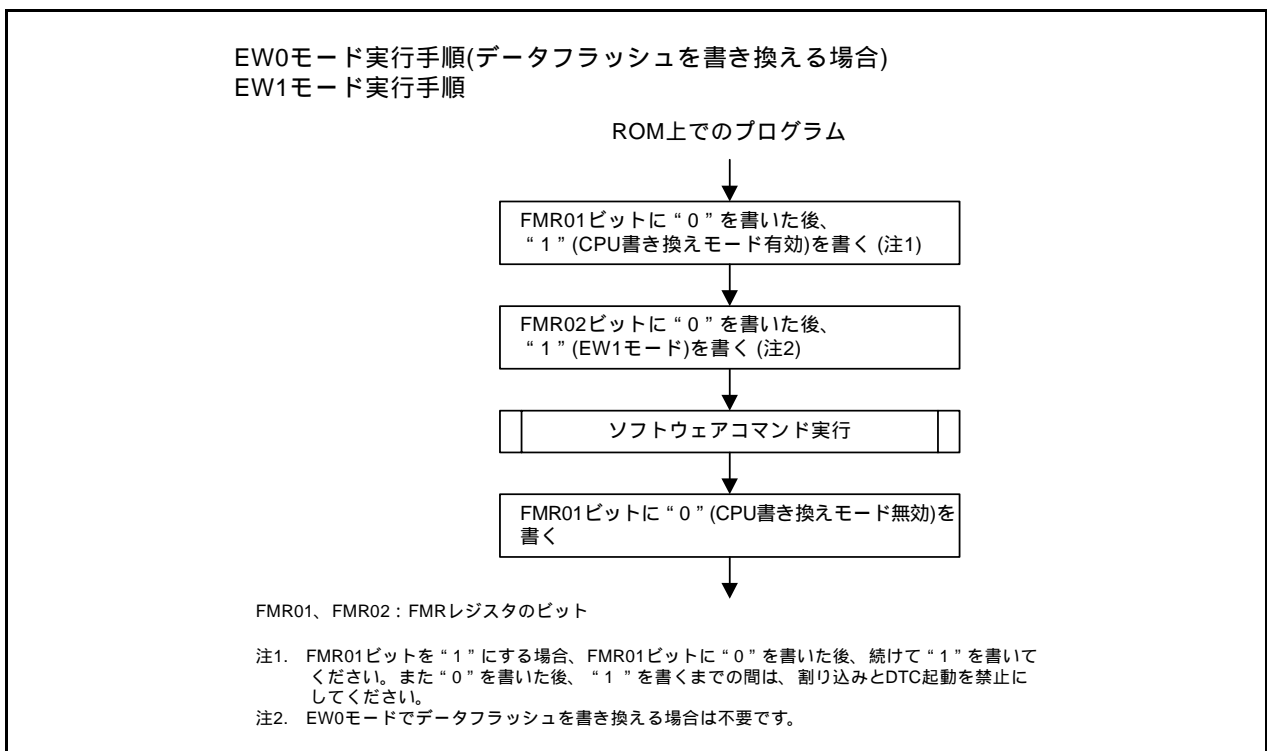 EW0モード実行手順(データフラッシュを書き換える場合)
EW1モード実行手順
ROM上でのプログラム
FMR01ビットに“0”を書いた後、
“1”(CPU書き換えモード有効)を書く (注1)
FMR02ビットに“0”を書いた後、
“1”(EW1モード)を書く (注2)
ソフトウェアコマンド実行
FMR01ビットに“0”(CPU書き換えモード無効)を
書く
FMR01、FMR02：FMRレジスタのビット
注1. FMR01ビットを“1”にする場合、FMR01ビットに“0”を書いた後、続けて“1”を書いて
ください。また“0”を書いた後、“1”を書くまでの間は、割り込みとDTC起動を禁止に
してください。
注2. EW0モードでデータフラッシュを書き換える場合は不要です。